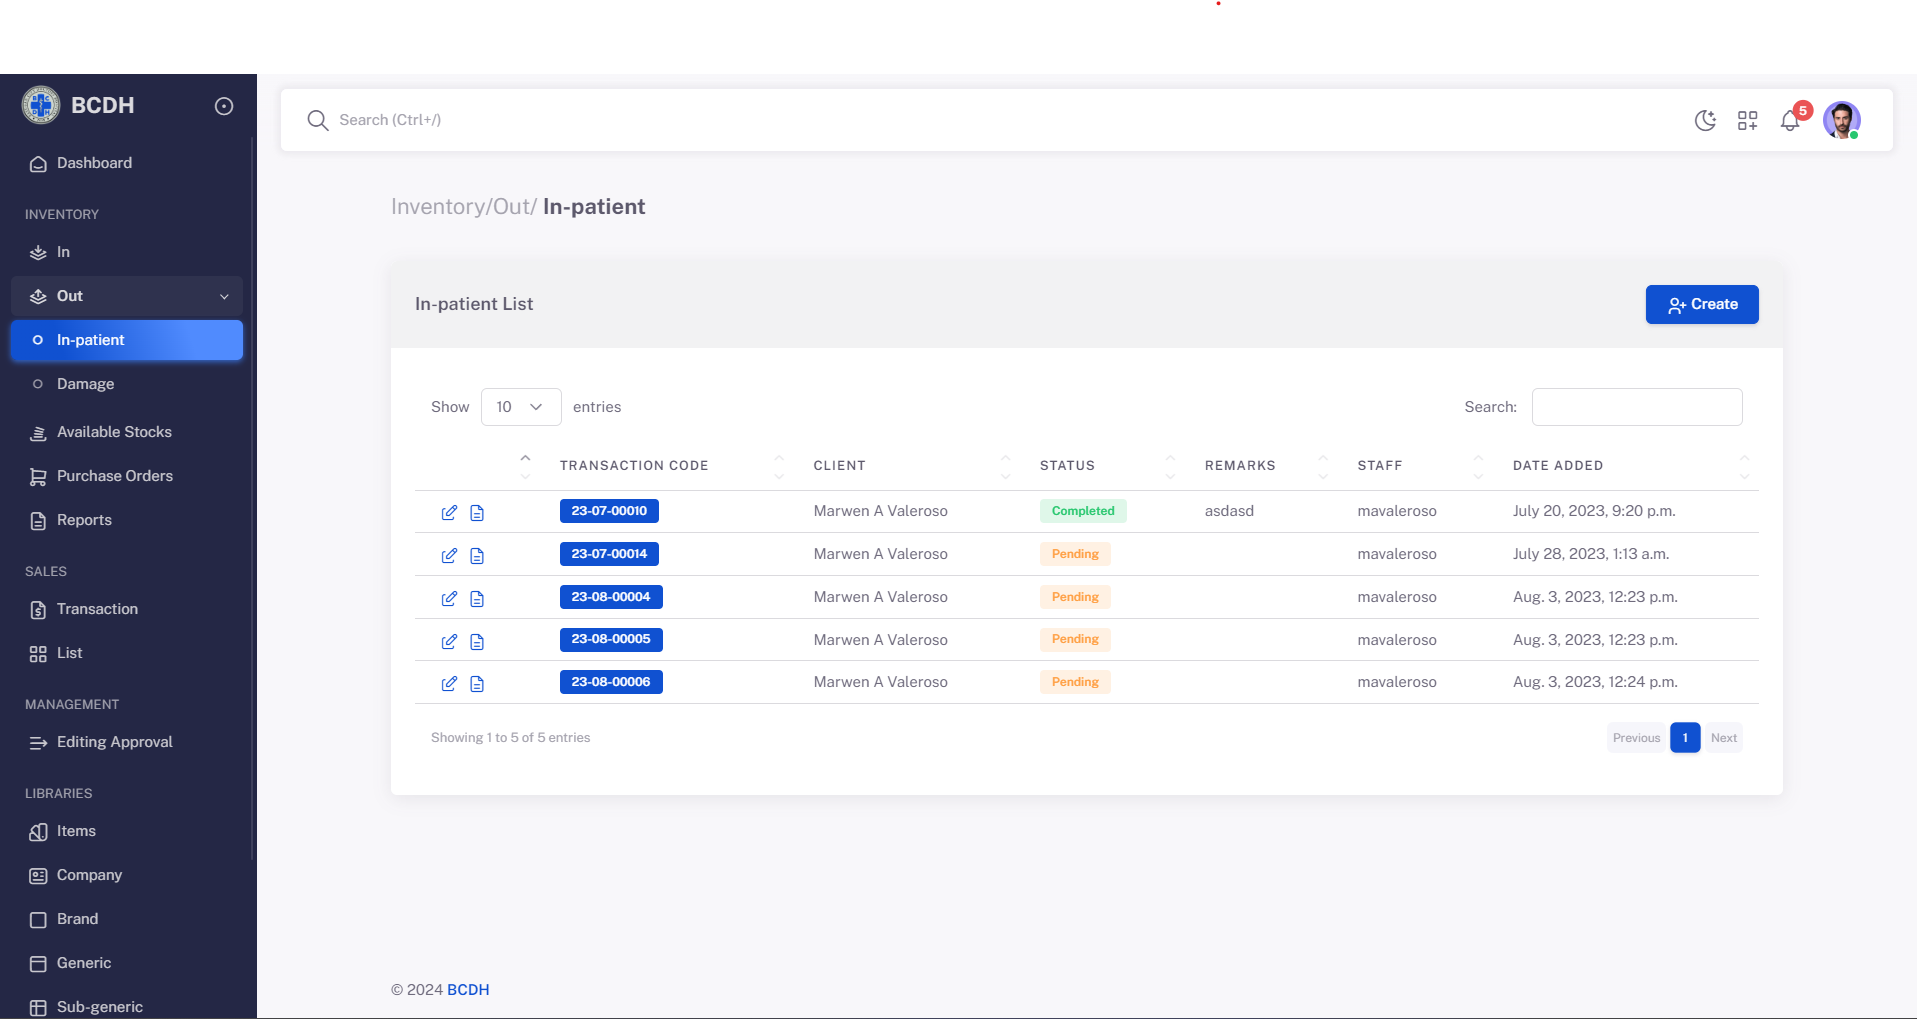 BCDH
Dashboard
INVENTORY
In
Out
In-patient
Damage
Available Stocks
Purchase Orders
Reports
SALES
Transaction
List
MANAGEMENT
Editing Approval
LIBRARIES
Items
Company
Brand
Generic
Sub-generic
Search (Ctrl+/)
5
Inventory/Out/ In-patient
In-patient List
Create
Show 10 entries
Search:
TRANSACTION CODE CLIENT STATUS REMARKS STAFF DATE ADDED
23-07-00010 Marwen A Valeroso Completed asdasd mavaleroso July 20, 2023, 9:20 p.m.
23-07-00014 Marwen A Valeroso Pending mavaleroso July 28, 2023, 1:13 a.m.
23-08-00004 Marwen A Valeroso Pending mavaleroso Aug. 3, 2023, 12:23 p.m.
23-08-00005 Marwen A Valeroso Pending mavaleroso Aug. 3, 2023, 12:23 p.m.
23-08-00006 Marwen A Valeroso Pending mavaleroso Aug. 3, 2023, 12:24 p.m.
Showing 1 to 5 of 5 entries
Previous 1 Next
© 2024 BCDH